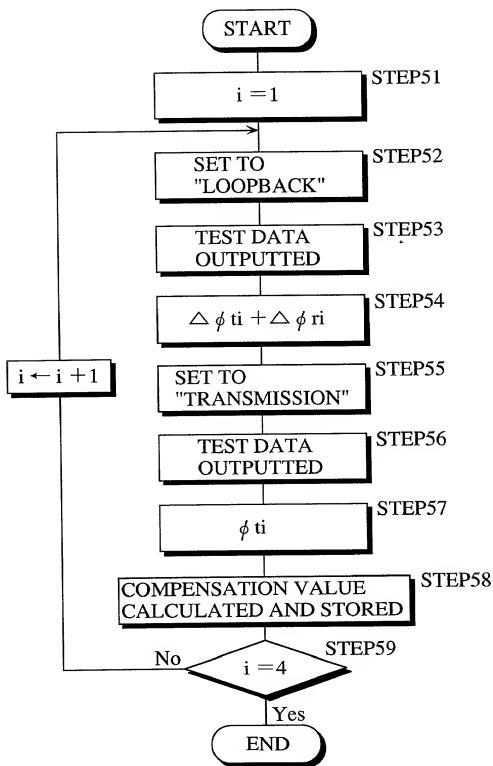 START
STEP51
i = 1
STEP52
SET TO
"LOOPBACK"
STEP53
TEST DATA
OUTPUTTED
STEP54
△ϕ ti + △ϕ ri
STEP55
SET TO
"TRANSMISSION"
i ← i + 1
STEP56
TEST DATA
OUTPUTTED
STEP57
ϕ ti
STEP58
COMPENSATION VALUE
CALCULATED AND STORED
STEP59
No
i = 4
Yes
END